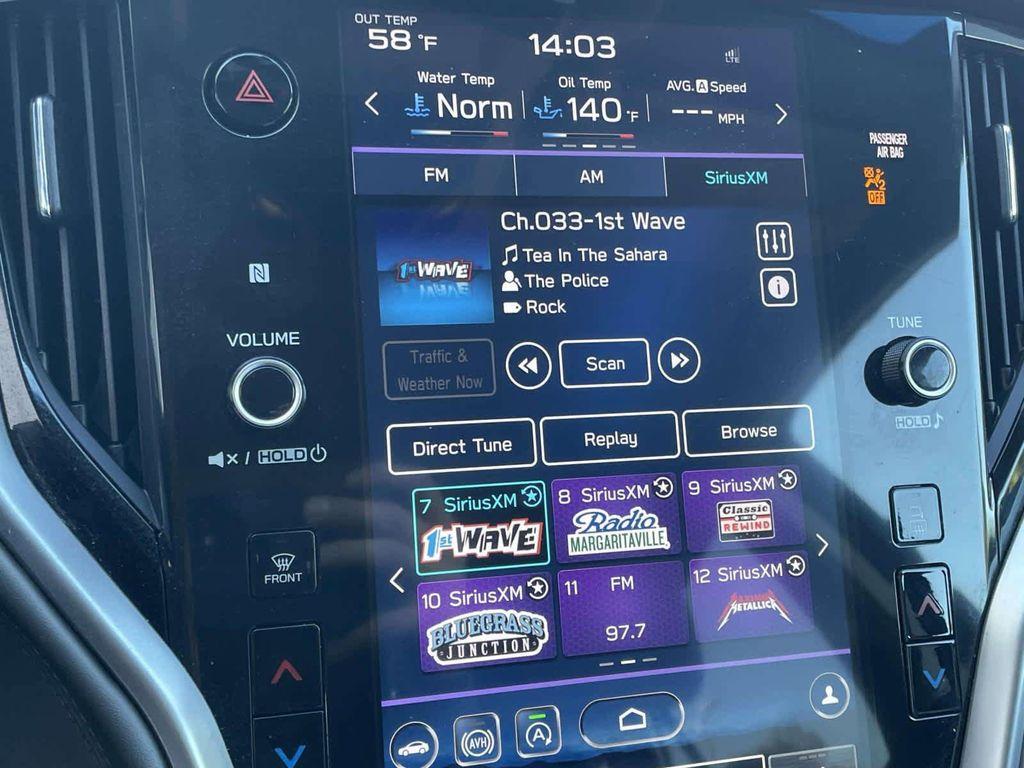 OUT TEMP
58 °F
14:03
LTE
Water Temp
Norm
Oil Temp
140 °F
AVG. A Speed
--- MPH
PASSENGER
AIR BAG
2
OFF
FM
AM
SiriusXM
Ch.033-1st Wave
Tea In The Sahara
The Police
Rock
1st WAVE
VOLUME
TUNE
HOLD
Traffic &
Weather Now
Scan
/ HOLD
Direct Tune
Replay
Browse
7 SiriusXM
1st WAVE
8 SiriusXM
Radio
MARGARITAVILLE
9 SiriusXM
Classic
REWIND
FRONT
10 SiriusXM
BLUEGRASS
JUNCTION
11 FM
97.7
12 SiriusXM
METALLICA
AVH
A